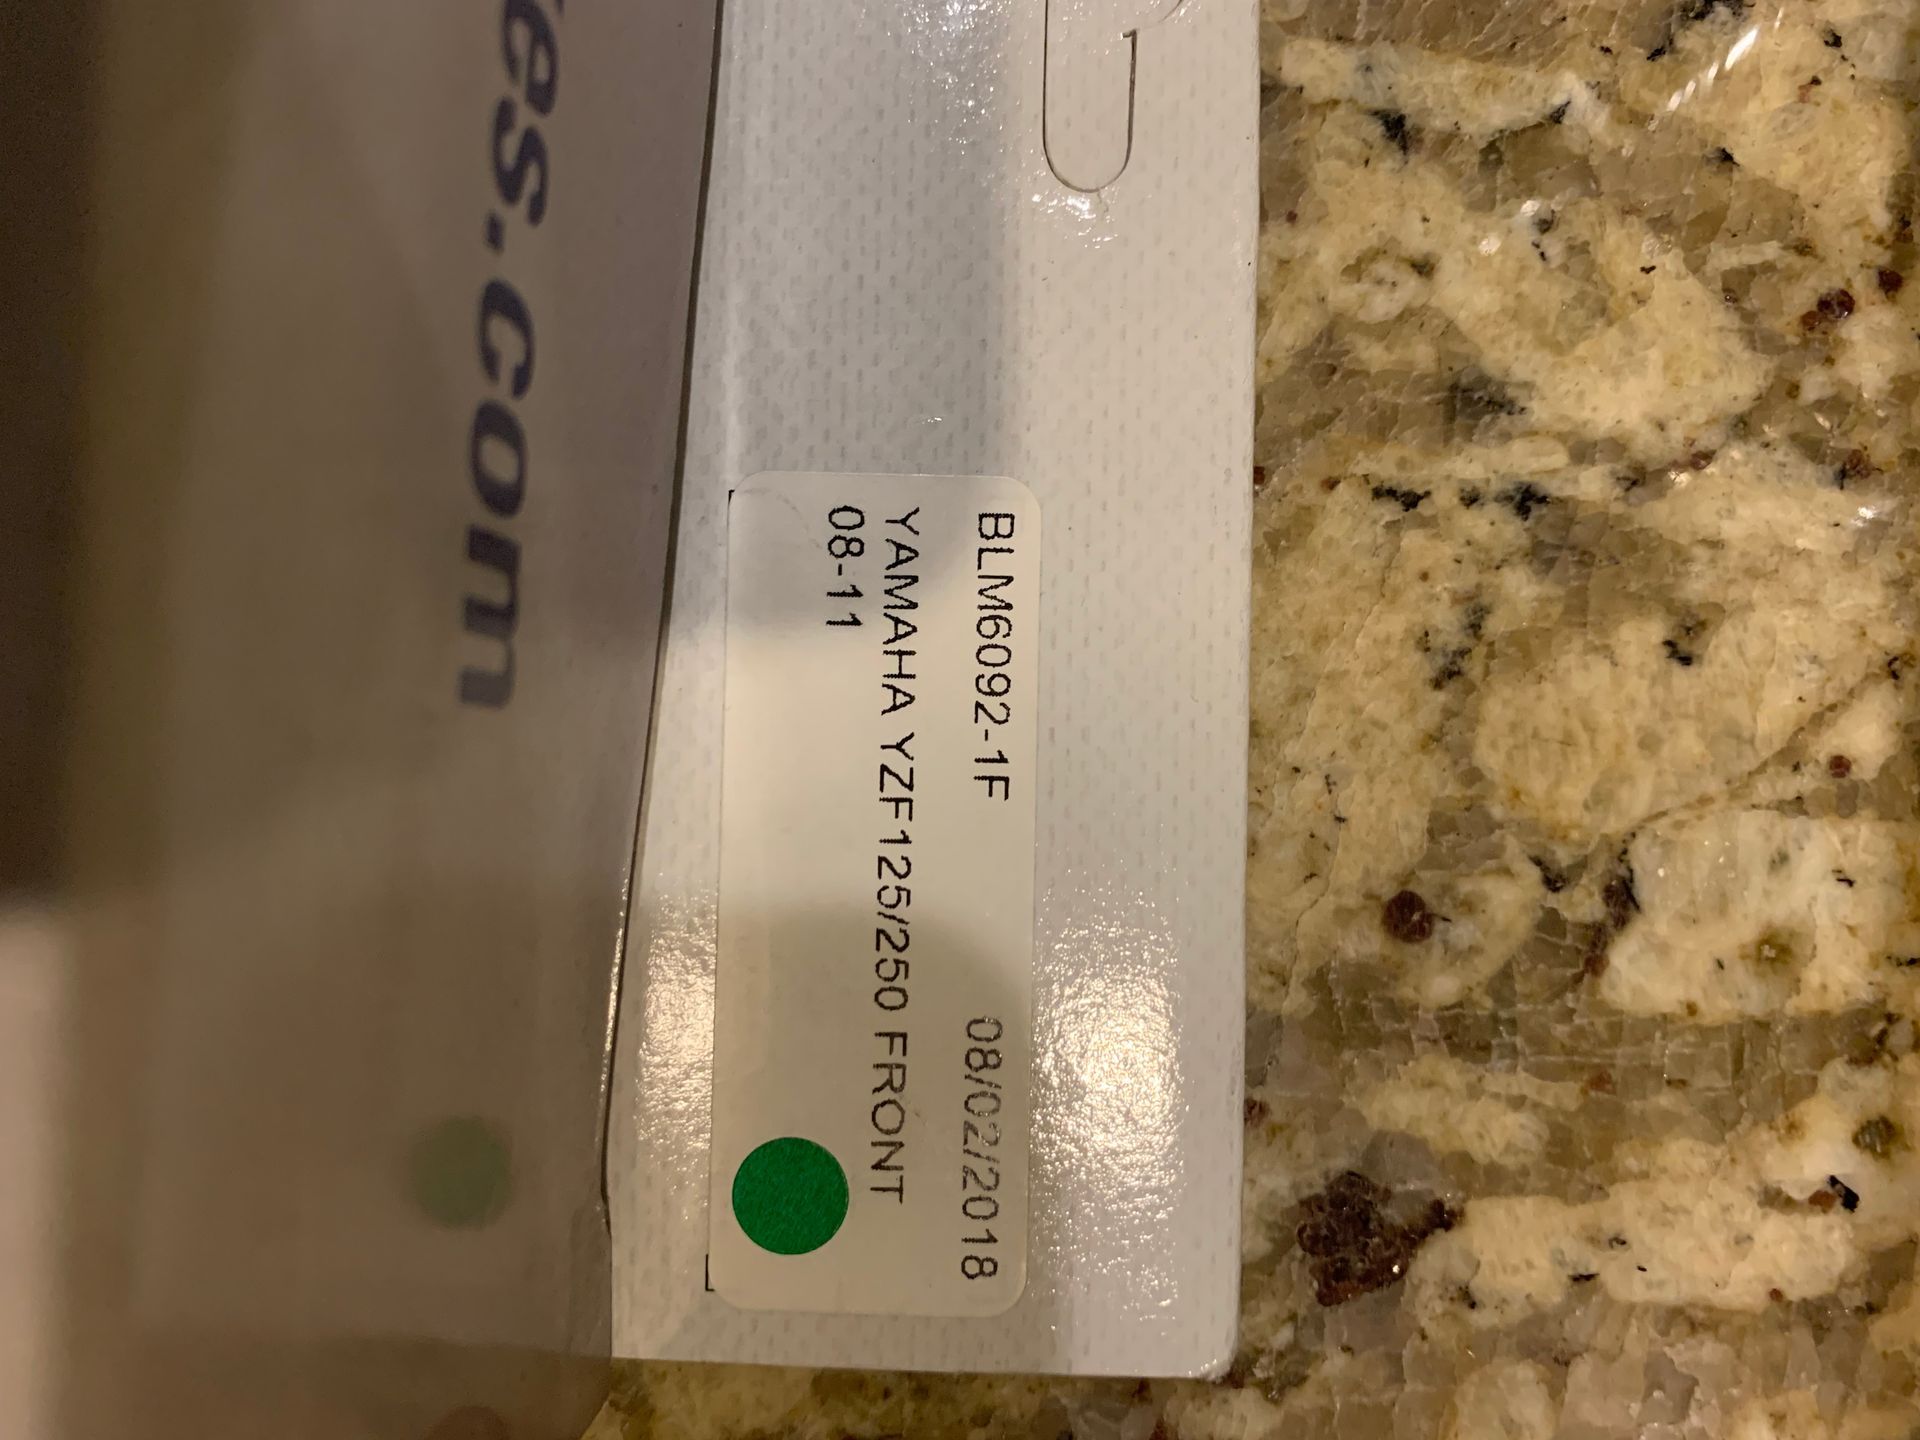 es.com
BLM6092-1F 08/02/2018
YAMAHA YZF125/250 FRONT
08-11